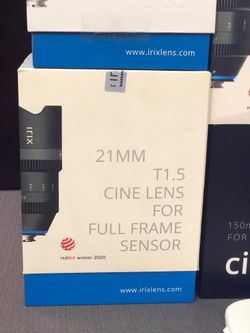 www.irixlens.com
irix
21MM
T1.5
CINE LENS
FOR
FULL FRAME
SENSOR
reddot winner 2020
www.irixlens.com
150m
FOR
ci